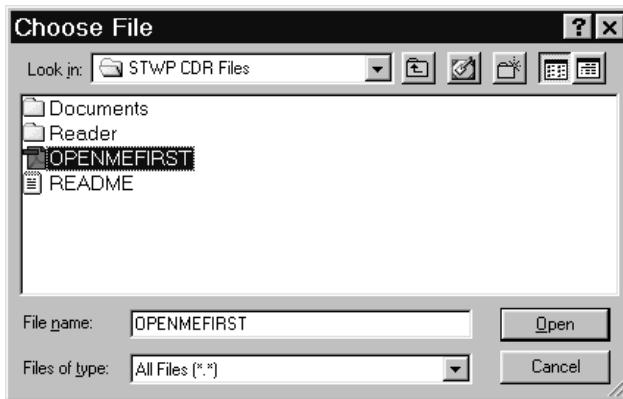 Choose File
Look in: STWP CDR Files
Documents
Reader
OPENMEFIRST
README
File name: OPENMEFIRST Open
Files of type: All Files (*.*) Cancel